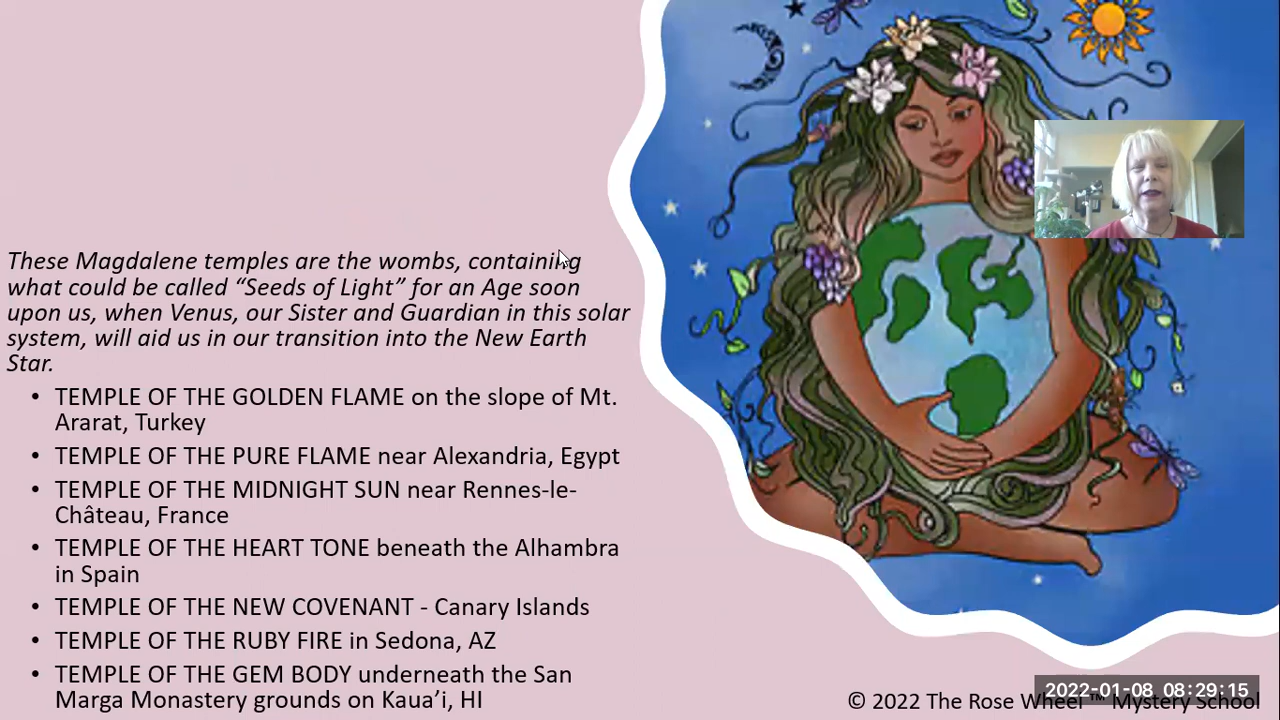 These Magdalene temples are the wombs, containing
what could be called “Seeds of Light” for an Age soon
upon us, when Venus, our Sister and Guardian in this solar
system, will aid us in our transition into the New Earth
Star.
• TEMPLE OF THE GOLDEN FLAME on the slope of Mt.
Ararat, Turkey
• TEMPLE OF THE PURE FLAME near Alexandria, Egypt
• TEMPLE OF THE MIDNIGHT SUN near Rennes-le-
Château, France
• TEMPLE OF THE HEART TONE beneath the Alhambra
in Spain
• TEMPLE OF THE NEW COVENANT - Canary Islands
• TEMPLE OF THE RUBY FIRE in Sedona, AZ
• TEMPLE OF THE GEM BODY underneath the San
Marga Monastery grounds on Kaua’i, HI
2022-01-08 08:29:15
© 2022 The Rose Wheel™ Mystery School